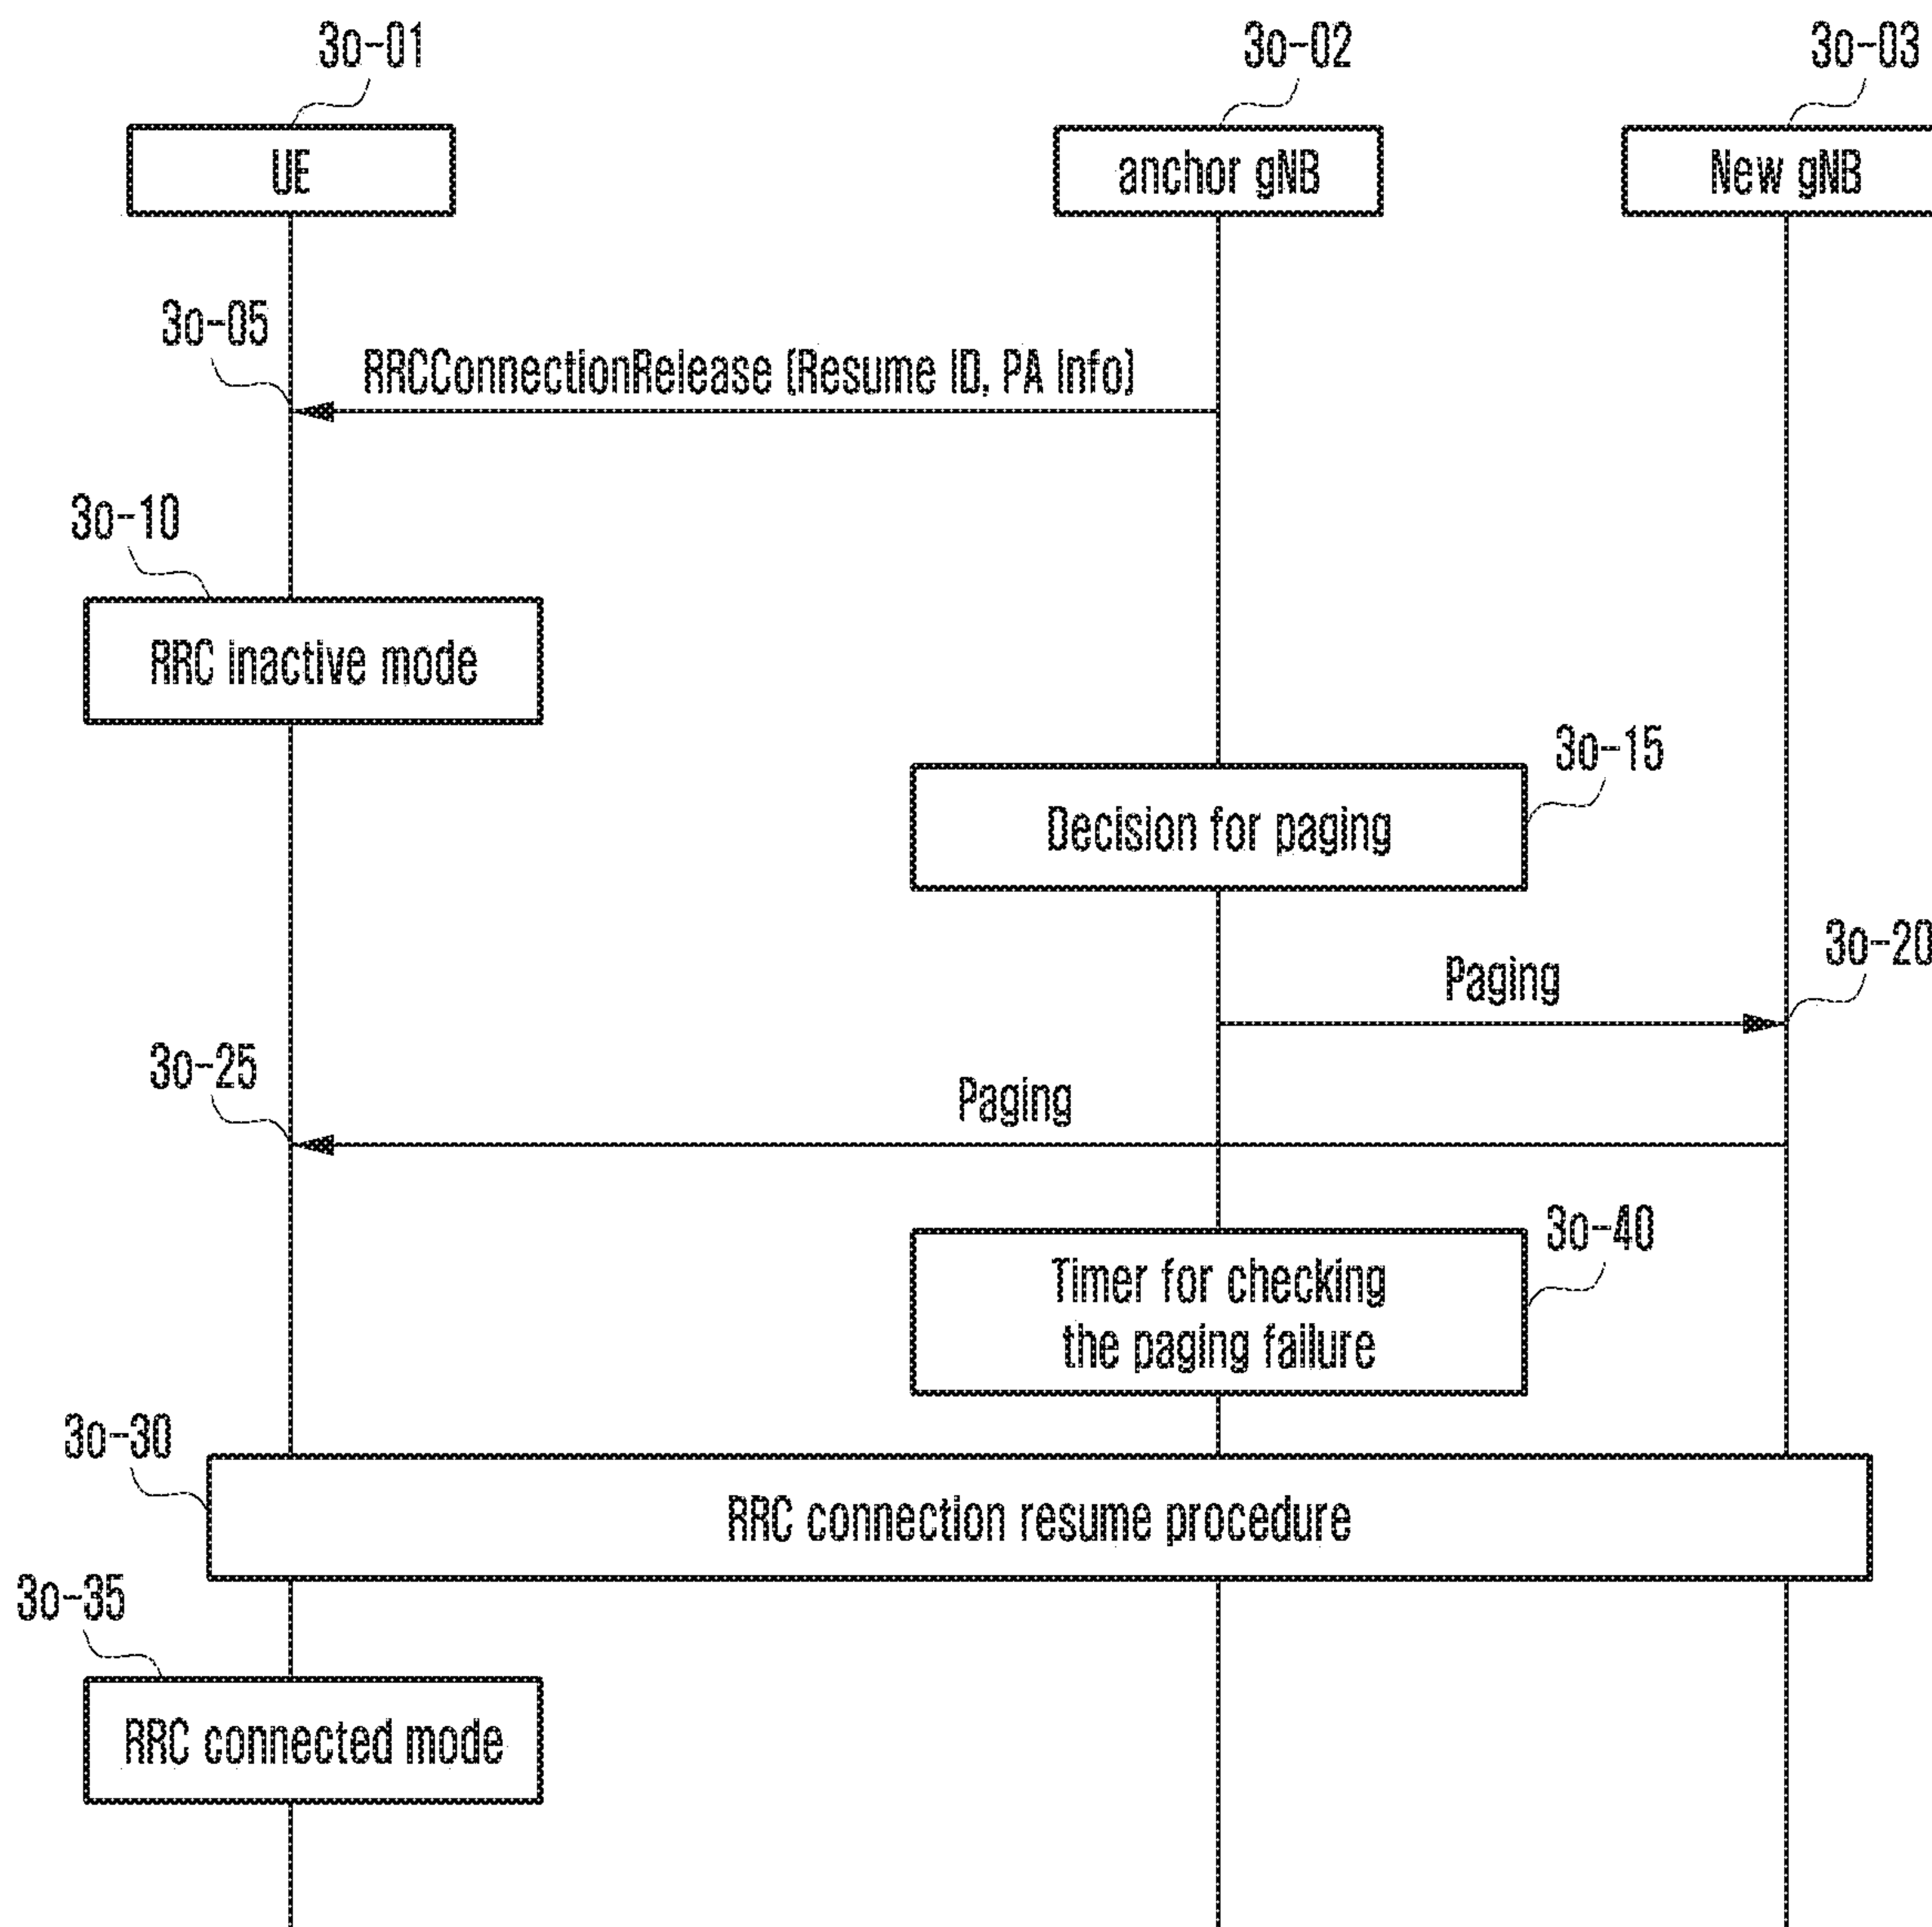 3o-01
3o-02
3o-03
UE
anchor gNB
New gNB
3o-05
RRCConnectionRelease (Resume ID, PA Info)
3o-10
RRC inactive mode
3o-15
Decision for paging
3o-20
Paging
3o-25
Paging
3o-40
Timer for checking
the paging failure
3o-30
RRC connection resume procedure
3o-35
RRC connected mode